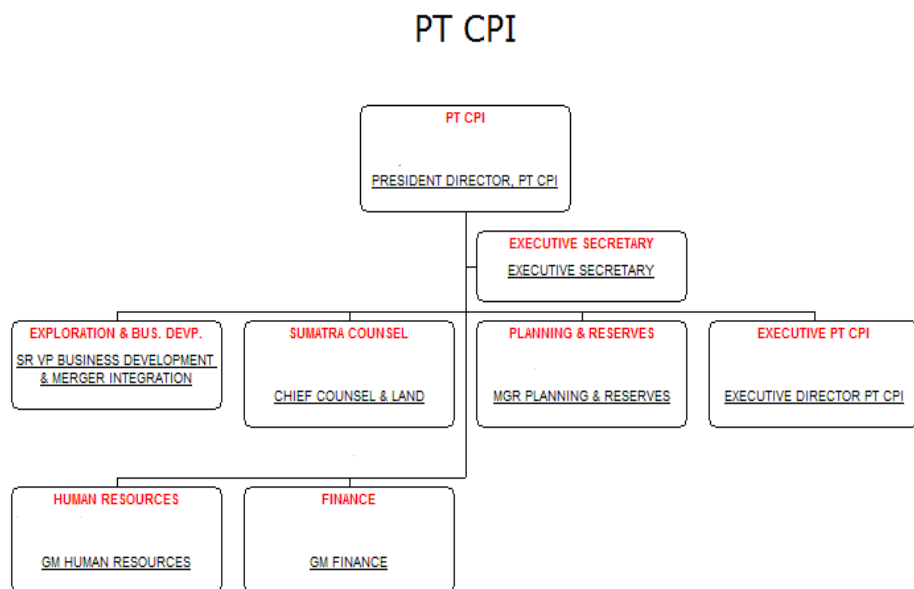 PT CPI
PT CPI
PRESIDENT DIRECTOR, PT CPI
EXECUTIVE SECRETARY
EXECUTIVE SECRETARY
EXPLORATION & BUS. DEVP.
SR VP BUSINESS DEVELOPMENT
& MERGER INTEGRATION
SUMATRA COUNSEL
CHIEF COUNSEL & LAND
PLANNING & RESERVES
MGR PLANNING & RESERVES
EXECUTIVE PT CPI
EXECUTIVE DIRECTOR PT CPI
HUMAN RESOURCES
GM HUMAN RESOURCES
FINANCE
GM FINANCE